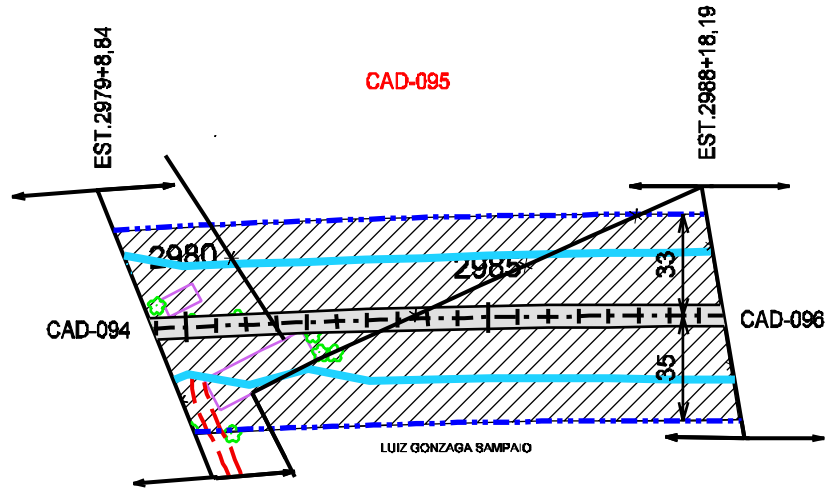 EST.2979+8,84
CAD-095
EST.2988+18,19
2980
2985
33
CAD-094
CAD-096
35
LUIZ GONZAGA SAMPAIO